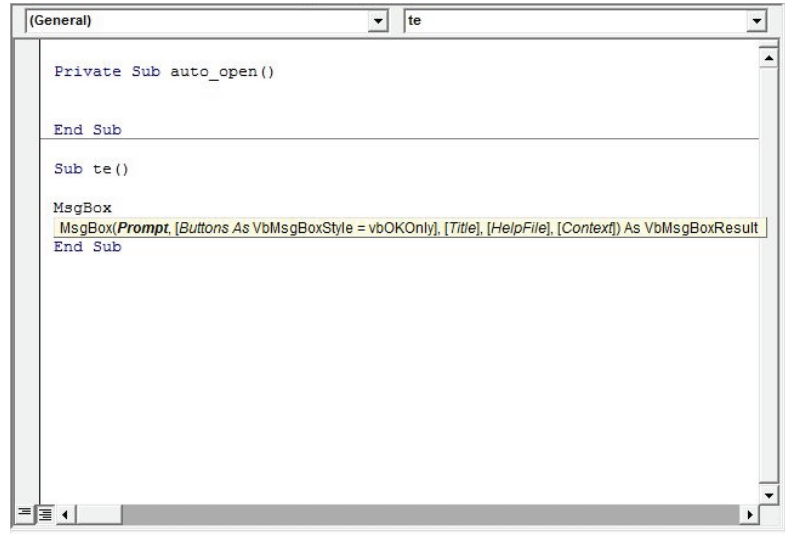 (General) te
Private Sub auto_open()
End Sub
Sub te()
MsgBox
MsgBox(Prompt, [Buttons As VbMsgBoxStyle = vbOKOnly], [Title], [HelpFile], [Context]) As VbMsgBoxResult
End Sub